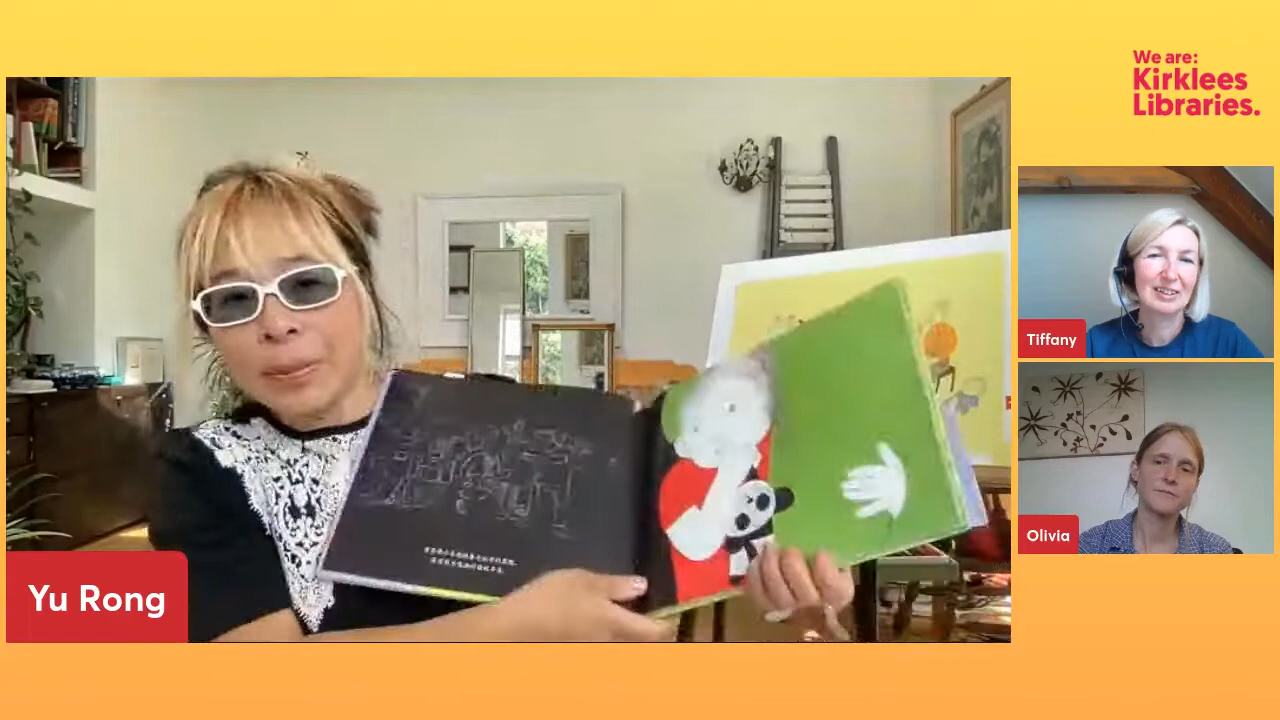 We are:
Kirklees
Libraries.
Tiffany
Olivia
Yu Rong